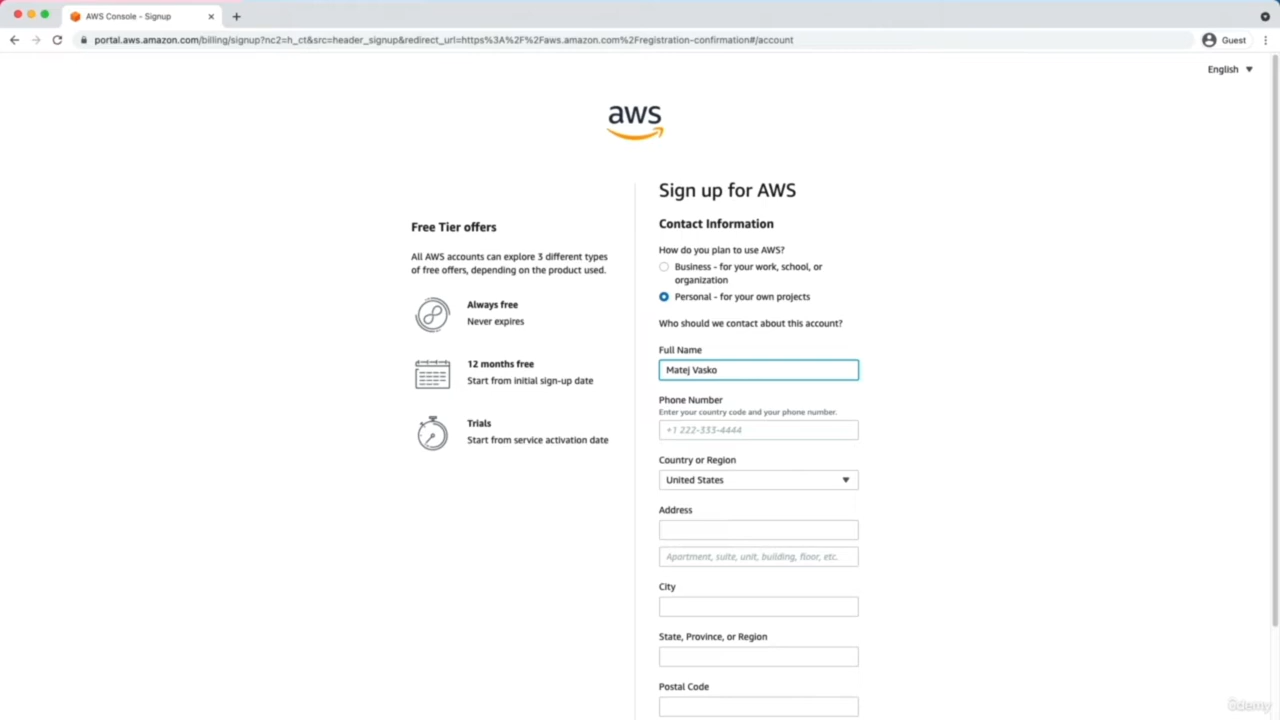 AWS Console - Signup
portal.aws.amazon.com/billing/signup?nc2=h_ct&src=header_signup&redirect_url=https%3A%2F%2Faws.amazon.com%2Fregistration-confirmation#/account
Guest
English
aws
Free Tier offers
All AWS accounts can explore 3 different types
of free offers, depending on the product used.
Always free
Never expires
12 months free
Start from initial sign-up date
Trials
Start from service activation date
Sign up for AWS
Contact Information
How do you plan to use AWS?
Business - for your work, school, or
organization
Personal - for your own projects
Who should we contact about this account?
Full Name
Matej Vasko
Phone Number
Enter your country code and your phone number.
+1 222-333-4444
Country or Region
United States
Address
Apartment, suite, unit, building, floor, etc.
City
State, Province, or Region
Postal Code
ûdemy